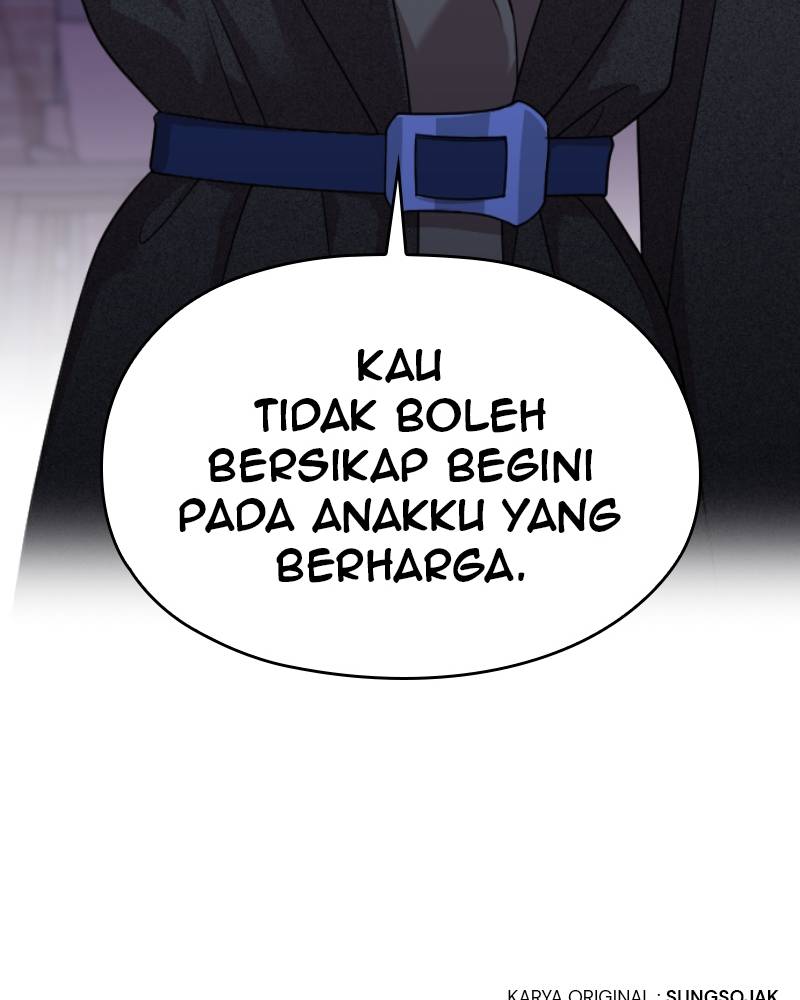 KAU
TIDAK BOLEH
BERSIKAP BEGINI
PADA ANAKKU YANG
BERHARGA.
KARYA ORIGINAL : SUNGSOJAK